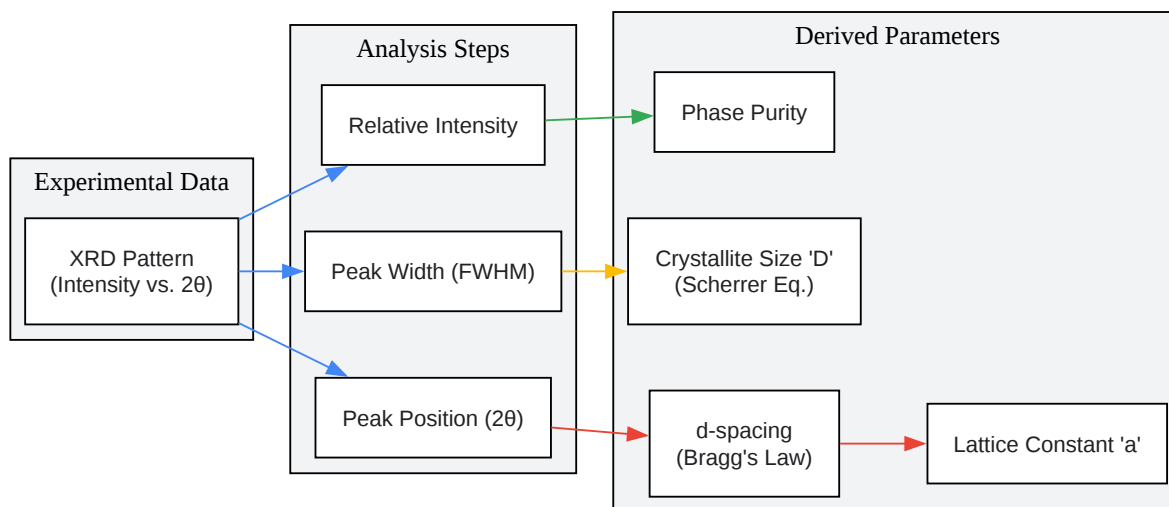 Experimental Data
XRD Pattern
(Intensity vs. 2θ)
Analysis Steps
Relative Intensity
Peak Width (FWHM)
Peak Position (2θ)
Derived Parameters
Phase Purity
Crystallite Size 'D'
(Scherrer Eq.)
d-spacing
(Bragg's Law)
Lattice Constant 'a'